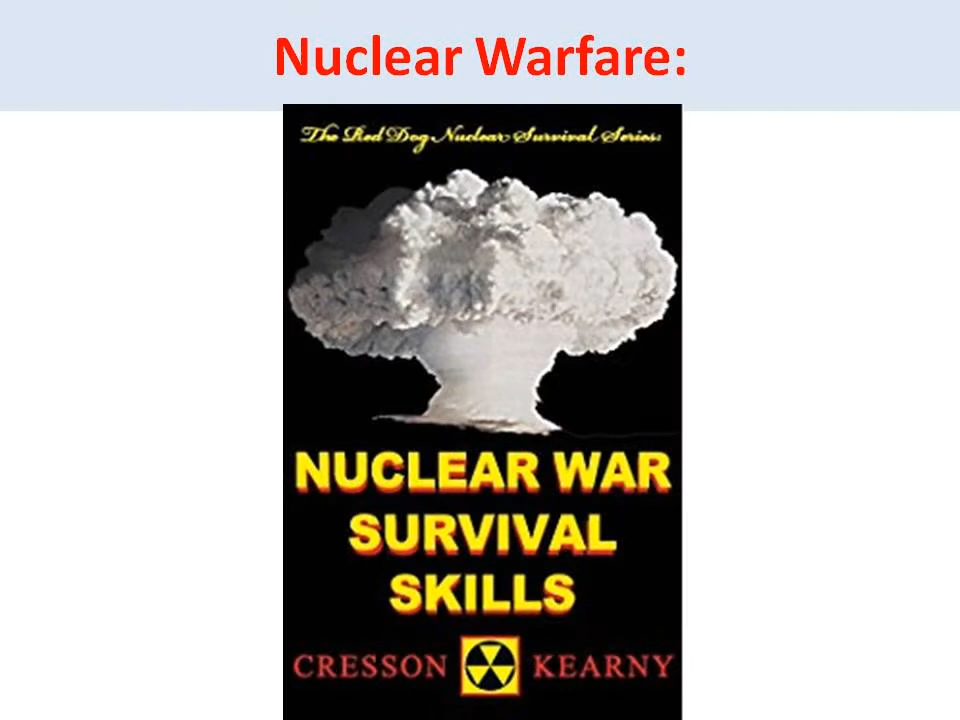 Nuclear Warfare:
The Red Dog Nuclear Survival Series:
NUCLEAR WAR
SURVIVAL
SKILLS
CRESSON KEARNY